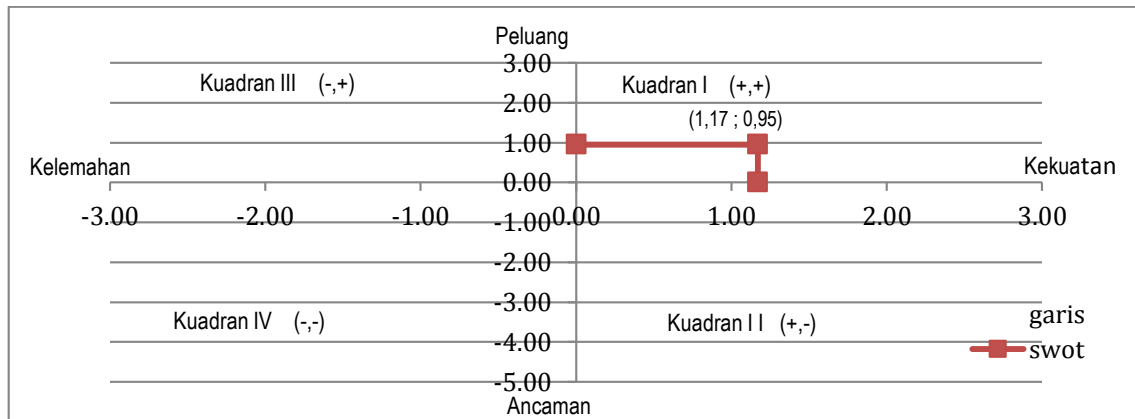 Peluang
3.00
Kuadran III (-,+)
Kuadran I (+,+)
2.00
(1,17 ; 0,95)
1.00
Kelemahan
Kekuatan
0.00
-3.00 -2.00 -1.00 0.00 1.00 2.00 3.00
-1.00
-2.00
-3.00
Kuadran IV (-,-)
Kuadran I I (+,-)
garis
swot
-4.00
-5.00
Ancaman